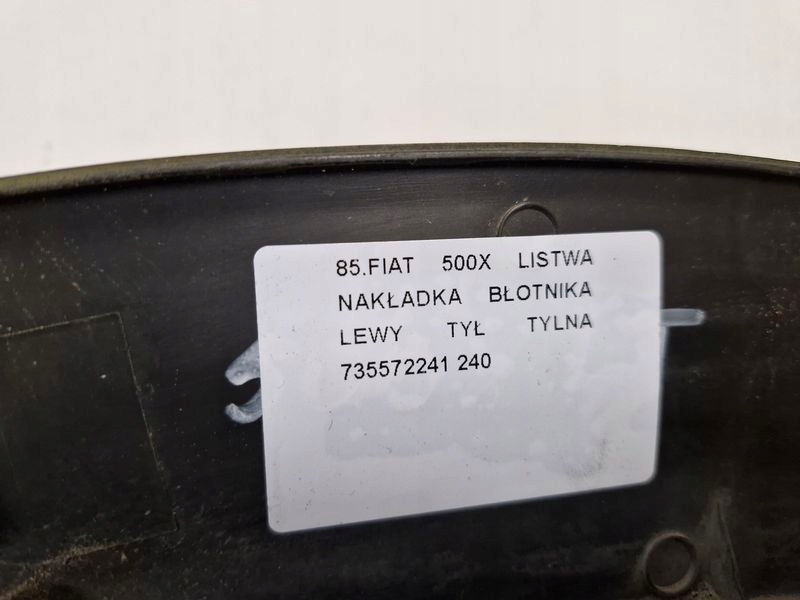 85.FIAT 500X LISTWA
NAKŁADKA BŁOTNIKA
LEWY TYŁ TYLNA
735572241 240